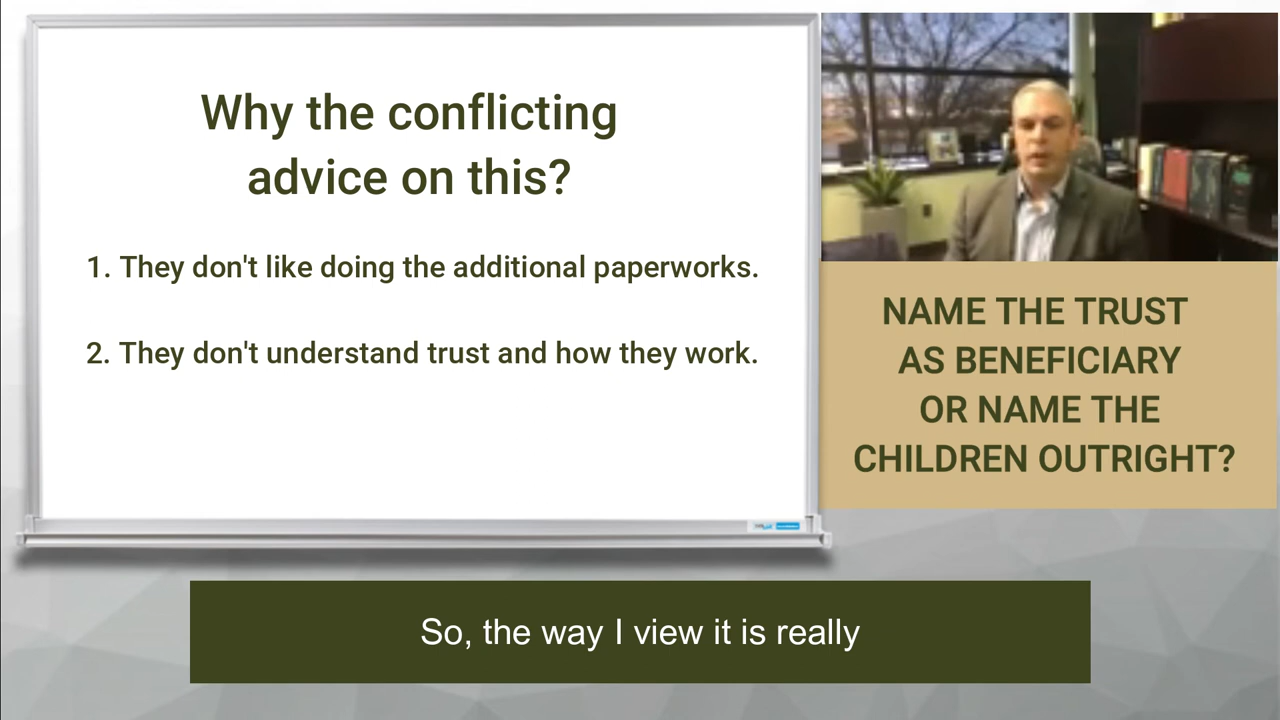 Why the conflicting
advice on this?
1. They don't like doing the additional paperworks.
2. They don't understand trust and how they work.
NAME THE TRUST
AS BENEFICIARY
OR NAME THE
CHILDREN OUTRIGHT?
So, the way I view it is really